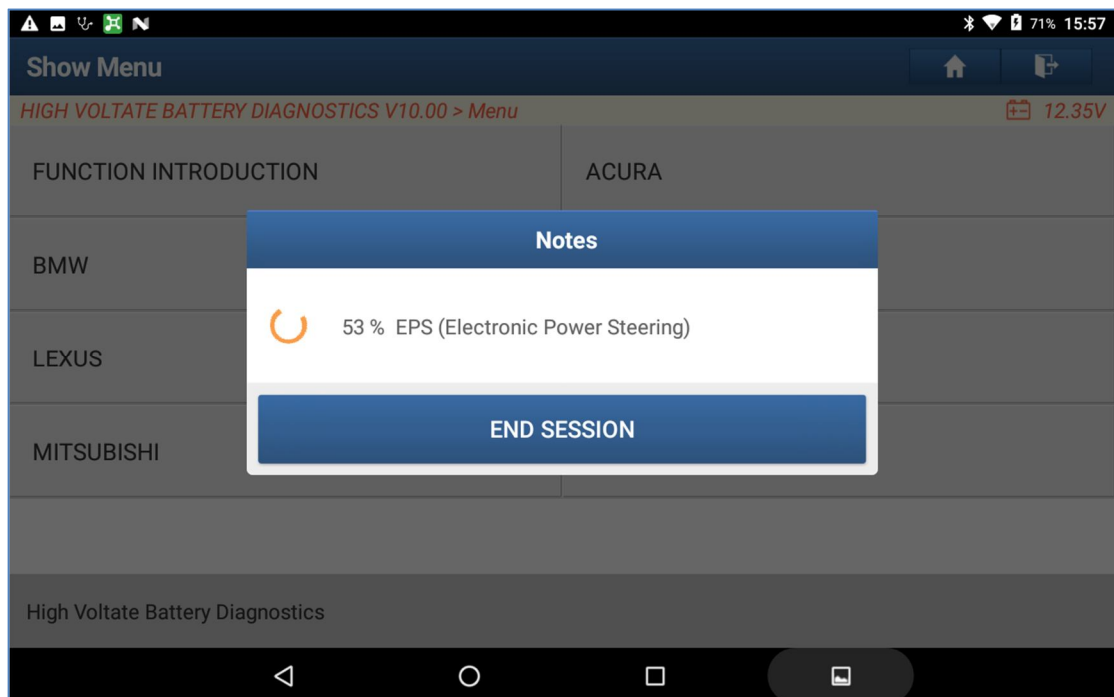 71% 15:57
Show Menu
HIGH VOLTATE BATTERY DIAGNOSTICS V10.00 > Menu 12.35V
FUNCTION INTRODUCTION ACURA
Notes
BMW
53 % EPS (Electronic Power Steering)
LEXUS
END SESSION
MITSUBISHI
High Voltate Battery Diagnostics